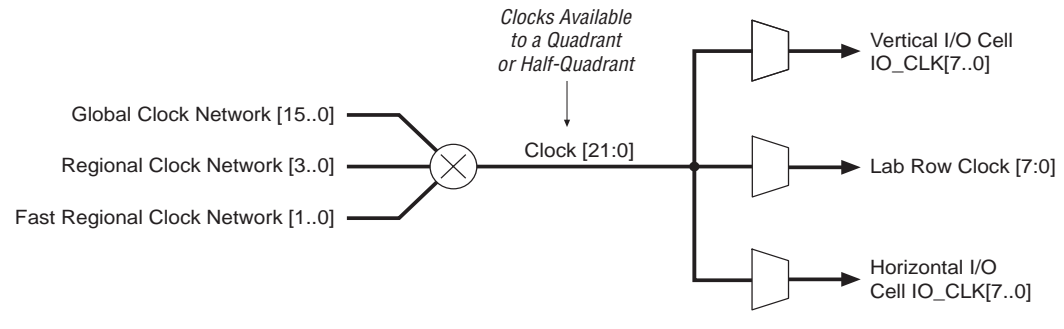 Clocks Available
to a Quadrant
or Half-Quadrant
Vertical I/O Cell
IO_CLK[7..0]
Global Clock Network [15..0]
Clock [21:0]
Regional Clock Network [3..0]
Lab Row Clock [7:0]
Fast Regional Clock Network [1..0]
Horizontal I/O
Cell IO_CLK[7..0]